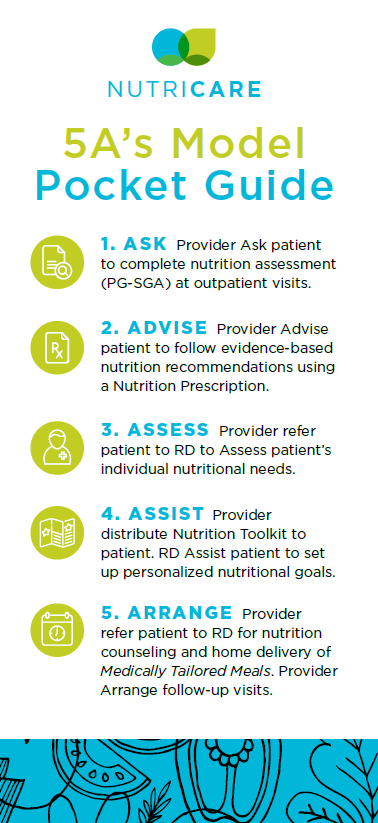 NUTRICARE
5A's Model
Pocket Guide
1. ASK Provider Ask patient
to complete nutrition assessment
(PG-SGA) at outpatient visits.
2. ADVISE Provider Advise
patient to follow evidence-based
nutrition recommendations using
a Nutrition Prescription.
3. ASSESS Provider refer
patient to RD to Assess patient's
individual nutritional needs.
4. ASSIST Provider
distribute Nutrition Toolkit to
patient. RD Assist patient to set
up personalized nutritional goals.
5. ARRANGE Provider
refer patient to RD for nutrition
counseling and home delivery of
Medically Tailored Meals. Provider
Arrange follow-up visits.